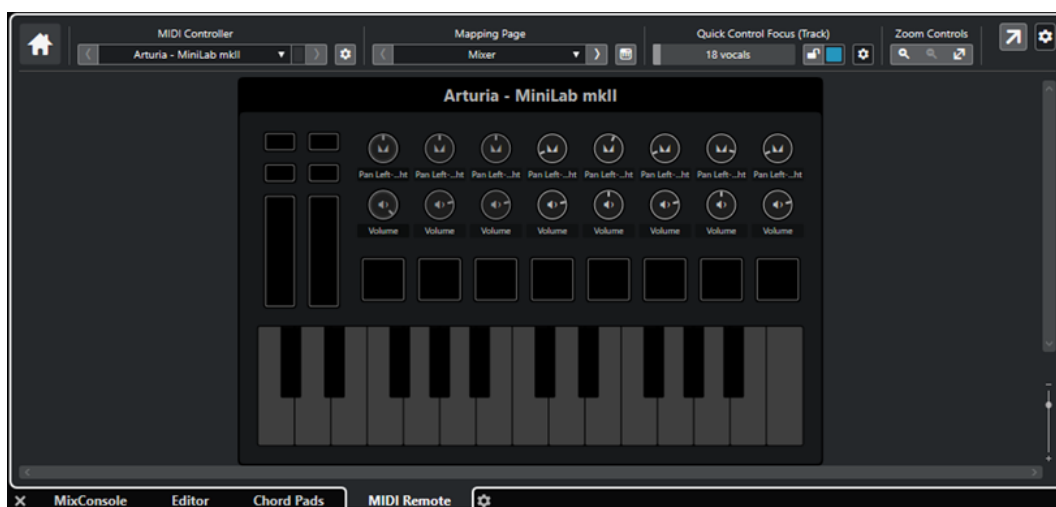 MIDI Controller
Mapping Page
Quick Control Focus (Track)
Zoom Controls
Arturia - MiniLab mkII
Mixer
18 vocals
Arturia - MiniLab mkII
Pan Left-...ht Pan Left-...ht Pan Left-...ht Pan Left-...ht Pan Left-...ht Pan Left-...ht Pan Left-...ht Pan Left-...ht
Volume Volume Volume Volume Volume Volume Volume Volume
MixConsole Editor Chord Pads MIDI Remote